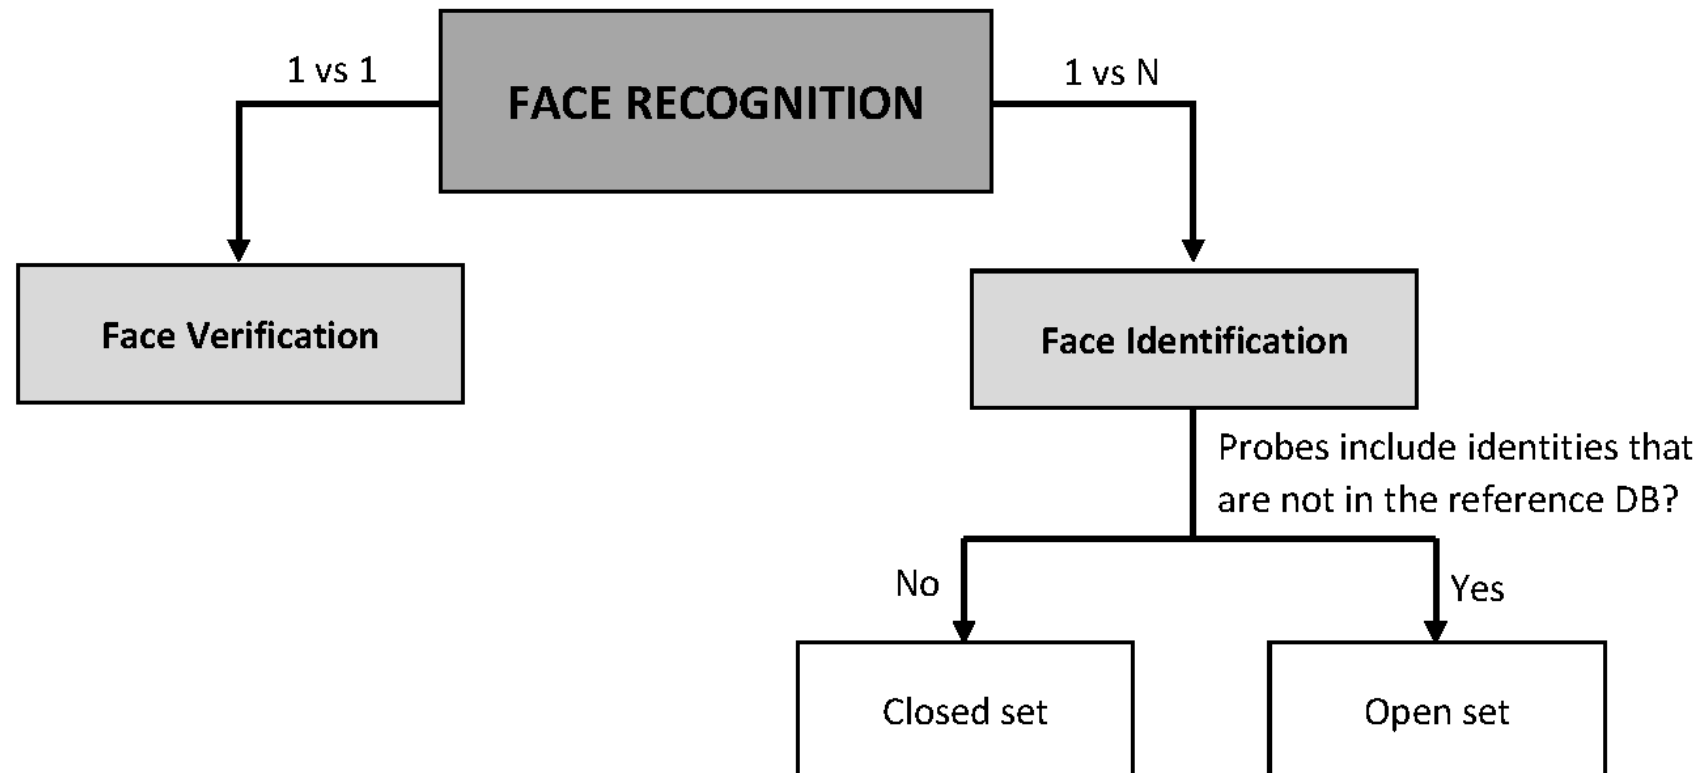 1 vs 1
FACE RECOGNITION
1 vs N
Face Verification
Face Identification
Probes include identities that
are not in the reference DB?
No
Yes
Closed set
Open set